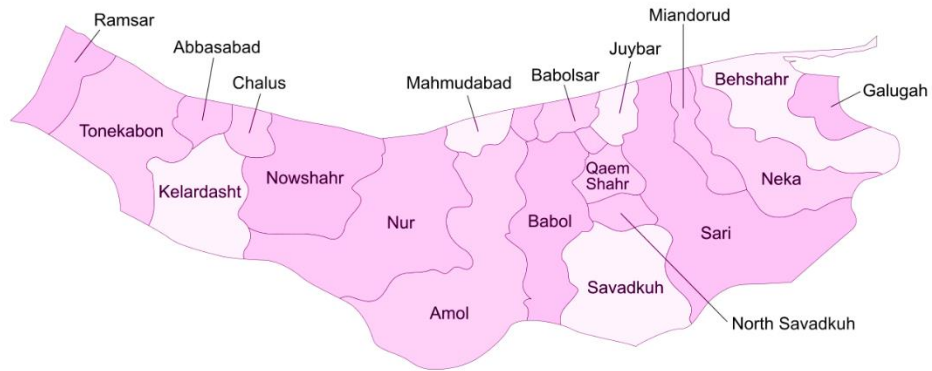 Ramsar
Abbasabad
Chalus
Mahmudabad
Babolsar
Juybar
Miandorud
Behshahr
Galugah
Tonekabon
Kelardasht
Nowshahr
Nur
Qaem
Shahr
Neka
Babol
Sari
Savadkuh
Amol
North Savadkuh